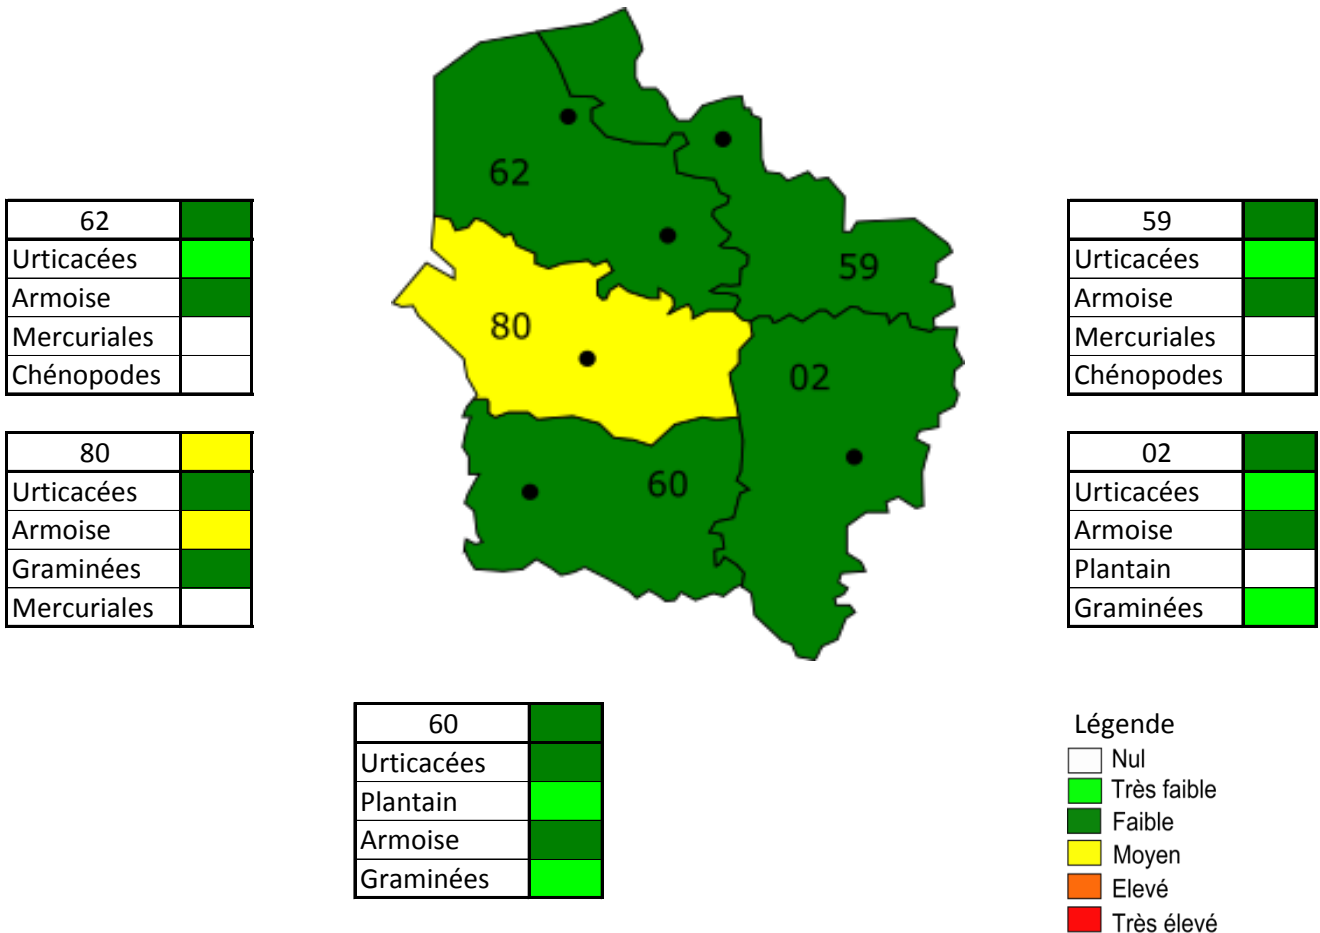 62
59
80
02
60
62
Urticacées
Armoise
Mercuriales
Chénopodes
59
Urticacées
Armoise
Mercuriales
Chénopodes
80
Urticacées
Armoise
Graminées
Mercuriales
02
Urticacées
Armoise
Plantain
Graminées
60
Urticacées
Plantain
Armoise
Graminées
Légende
Nul
Très faible
Faible
Moyen
Elevé
Très élevé